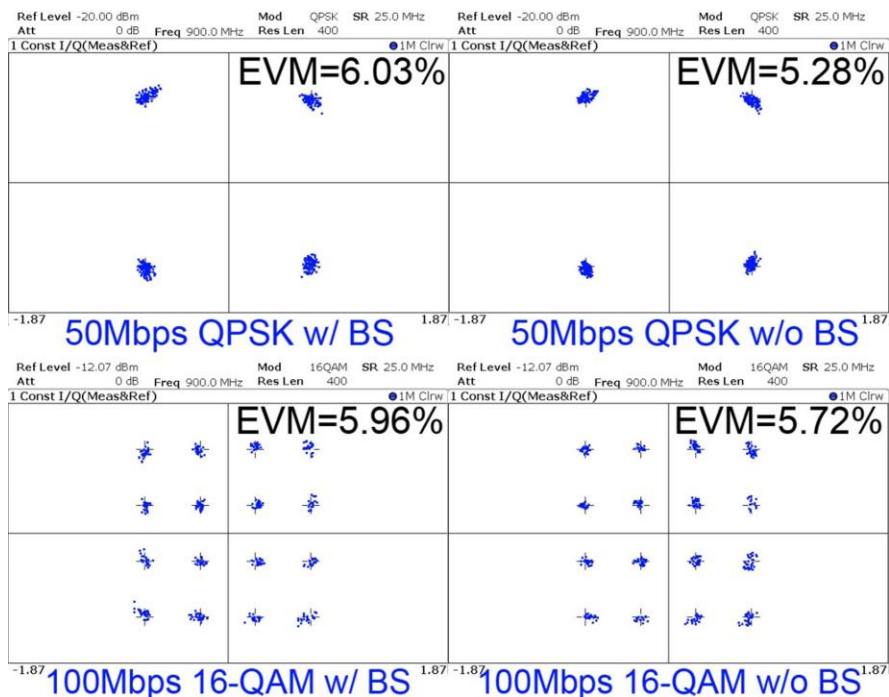 Ref Level -20.00 dBm Mod QPSK SR 25.0 MHz
Att 0 dB Freq 900.0 MHz Res Len 400
1 Const I/Q(Meas&Ref) 1M Clrw
EVM=6.03%
-1.87 1.87
50Mbps QPSK w/ BS
Ref Level -20.00 dBm Mod QPSK SR 25.0 MHz
Att 0 dB Freq 900.0 MHz Res Len 400
1 Const I/Q(Meas&Ref) 1M Clrw
EVM=5.28%
-1.87 1.87
50Mbps QPSK w/o BS
Ref Level -12.07 dBm Mod 16QAM SR 25.0 MHz
Att 0 dB Freq 900.0 MHz Res Len 400
1 Const I/Q(Meas&Ref) 1M Clrw
EVM=5.96%
-1.87 1.87
100Mbps 16-QAM w/ BS
Ref Level -12.07 dBm Mod 16QAM SR 25.0 MHz
Att 0 dB Freq 900.0 MHz Res Len 400
1 Const I/Q(Meas&Ref) 1M Clrw
EVM=5.72%
-1.87 1.87
100Mbps 16-QAM w/o BS